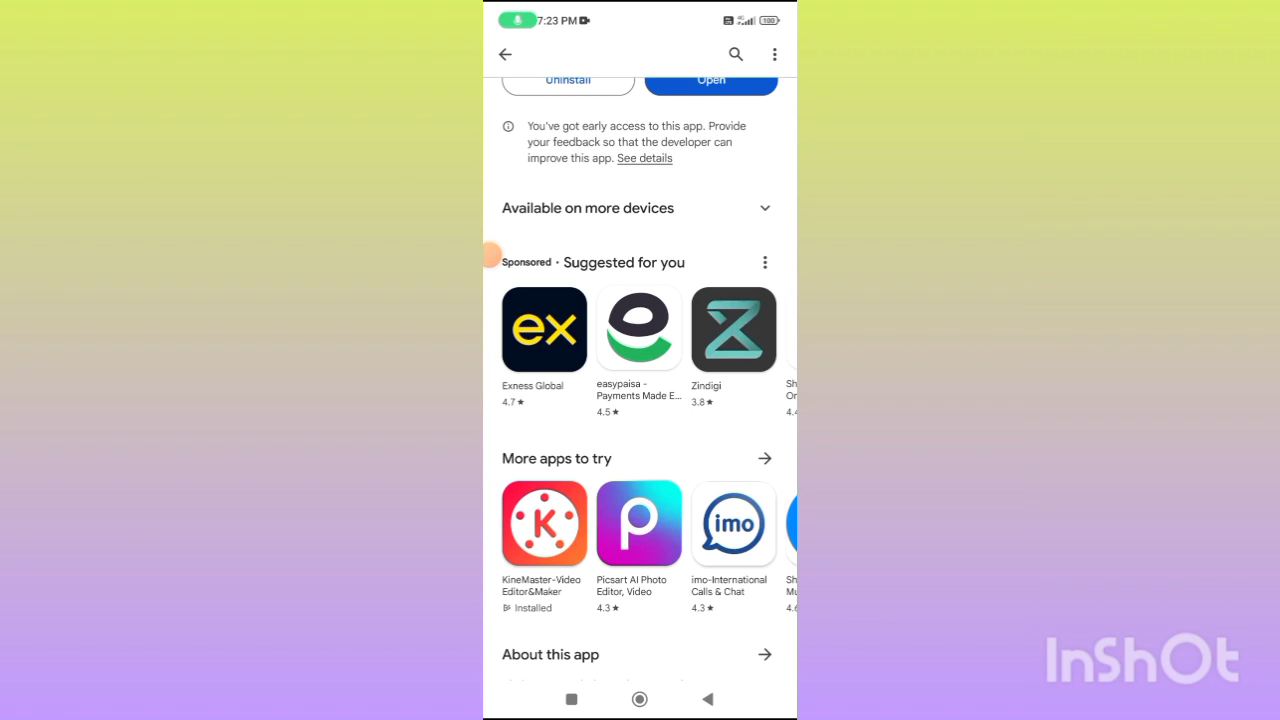 7:23 PM
4G
100
Uninstall
Open
You've got early access to this app. Provide
your feedback so that the developer can
improve this app. See details
Available on more devices
Sponsored · Suggested for you
ex
e
Z
Exness Global
4.7★
easypaisa -
Payments Made E...
4.5★
Zindigi
3.8★
Sh
Or
4.4
More apps to try
K
P
imo
KineMaster-Video
Editor&Maker
Installed
Picsart AI Photo
Editor, Video
4.3★
imo-International
Calls & Chat
4.3★
Sh
Mu
4.6
About this app
InShOt